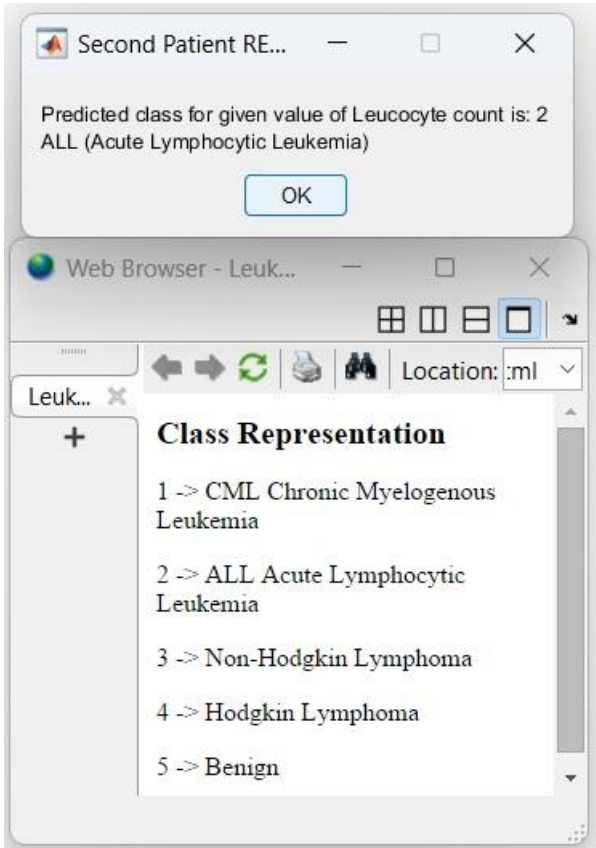 Second Patient RE...
Predicted class for given value of Leucocyte count is: 2
ALL (Acute Lymphocytic Leukemia)
OK
Web Browser - Leuk...
Location: :ml
Leuk...
Class Representation
1 -> CML Chronic Myelogenous
Leukemia
2 -> ALL Acute Lymphocytic
Leukemia
3 -> Non-Hodgkin Lymphoma
4 -> Hodgkin Lymphoma
5 -> Benign